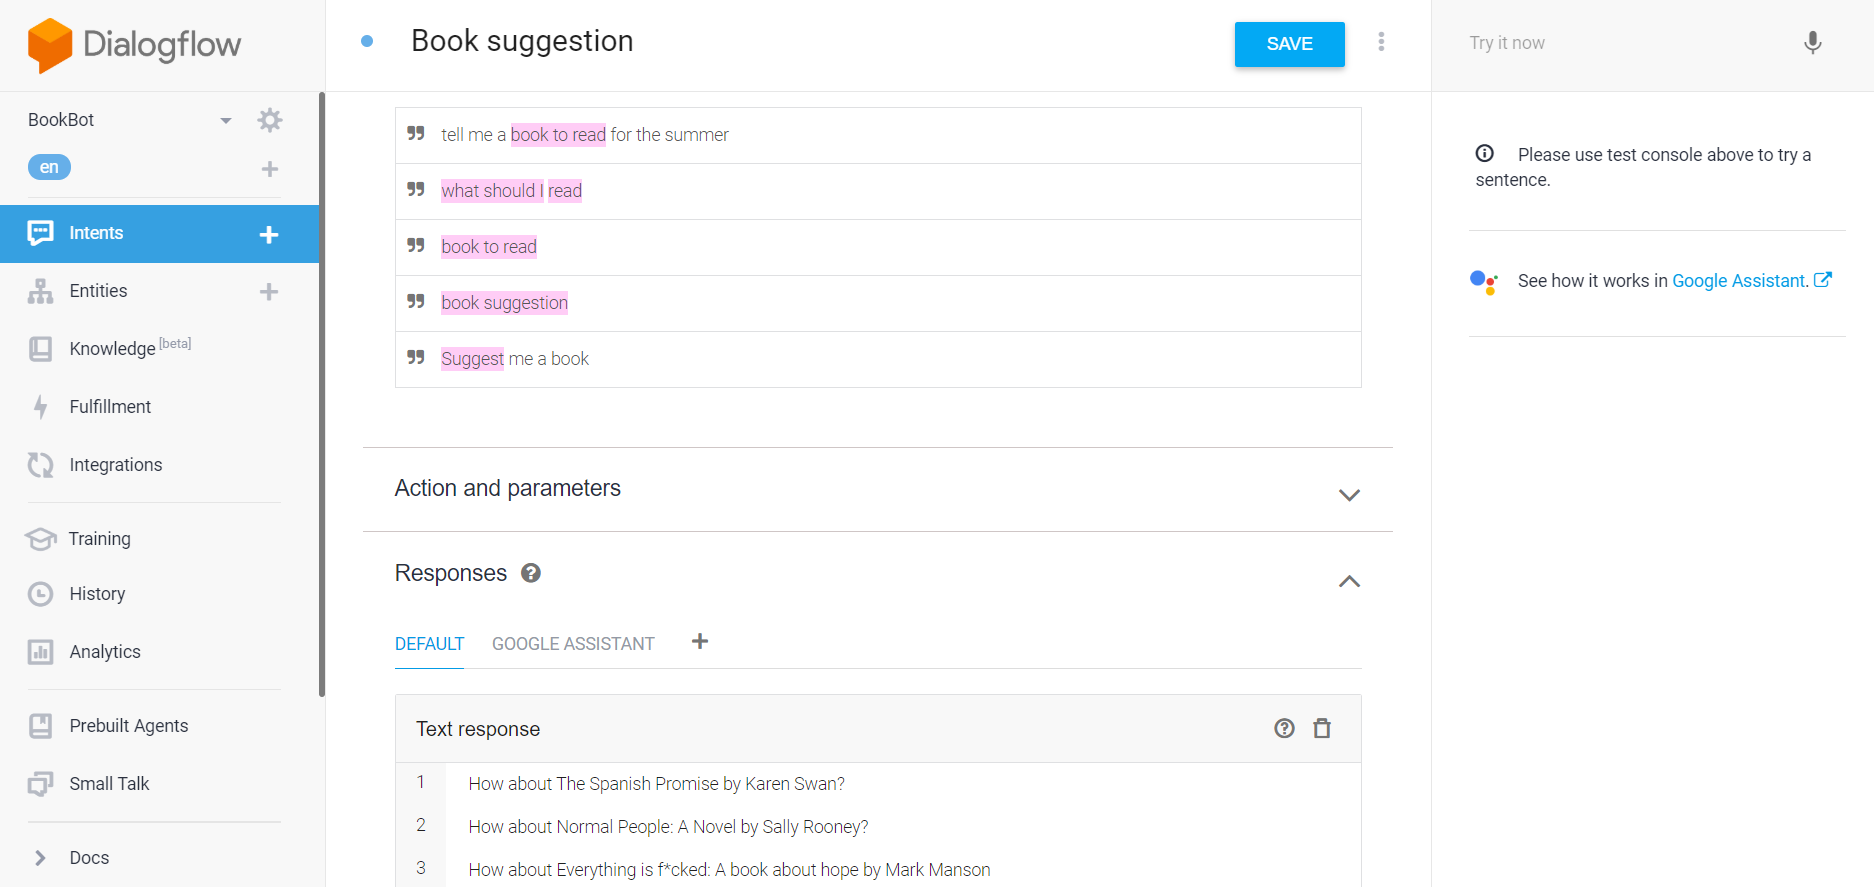 Dialogflow
BookBot
en
Intents
Entities
Knowledge [beta]
Fulfillment
Integrations
Training
History
Analytics
Prebuilt Agents
Small Talk
Docs
Book suggestion
SAVE
tell me a book to read for the summer
what should I read
book to read
book suggestion
Suggest me a book
Action and parameters
Responses
DEFAULT GOOGLE ASSISTANT
Text response
1 How about The Spanish Promise by Karen Swan?
2 How about Normal People: A Novel by Sally Rooney?
3 How about Everything is f*cked: A book about hope by Mark Manson
Try it now
Please use test console above to try a
sentence.
See how it works in Google Assistant.